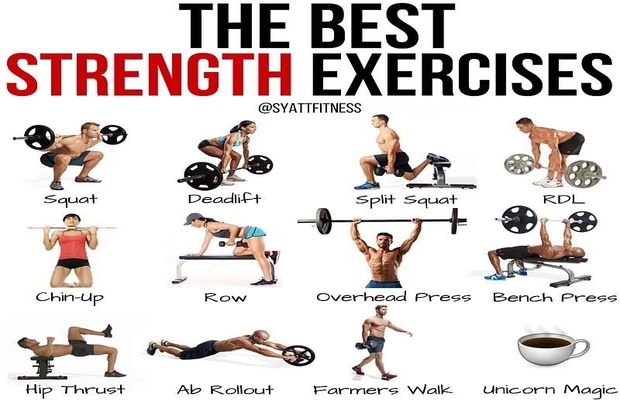 THE BEST
STRENGTH EXERCISES
@SYATTFITNESS
Squat Deadlift Split Squat RDL
Chin-Up Row Overhead Press Bench Press
Hip Thrust Ab Rollout Farmers Walk Unicorn Magic